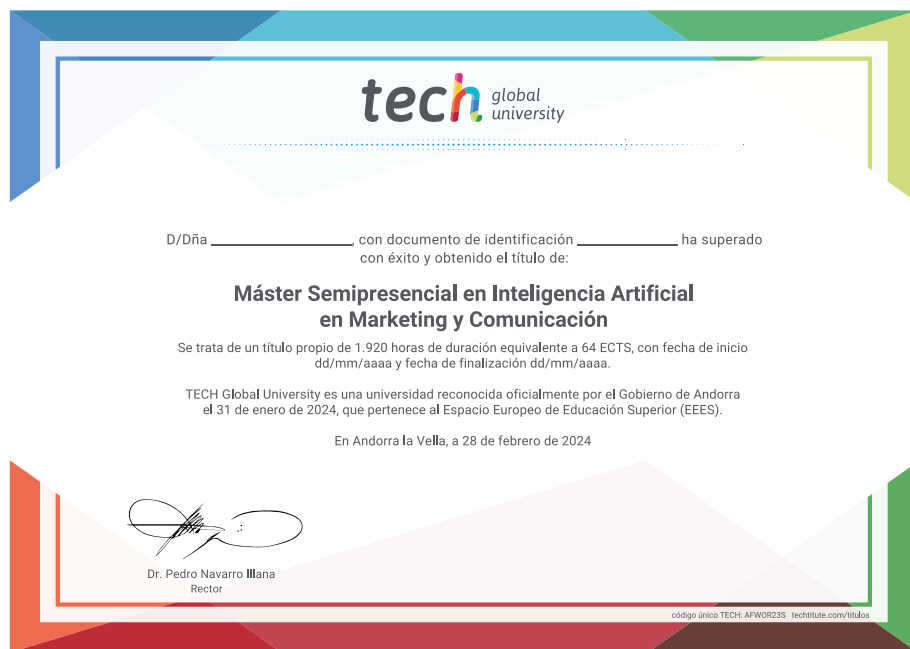 tech global university
D/Dña ______________, con documento de identificación __________ ha superado
con éxito y obtenido el título de:
Máster Semipresencial en Inteligencia Artificial
en Marketing y Comunicación
Se trata de un título propio de 1.920 horas de duración equivalente a 64 ECTS, con fecha de inicio
dd/mm/aaaa y fecha de finalización dd/mm/aaaa.
TECH Global University es una universidad reconocida oficialmente por el Gobierno de Andorra
el 31 de enero de 2024, que pertenece al Espacio Europeo de Educación Superior (EEES).
En Andorra la Vella, a 28 de febrero de 2024
Dr. Pedro Navarro Illana
Rector
código único TECH: AFWOR23S techtitute.com/titulos